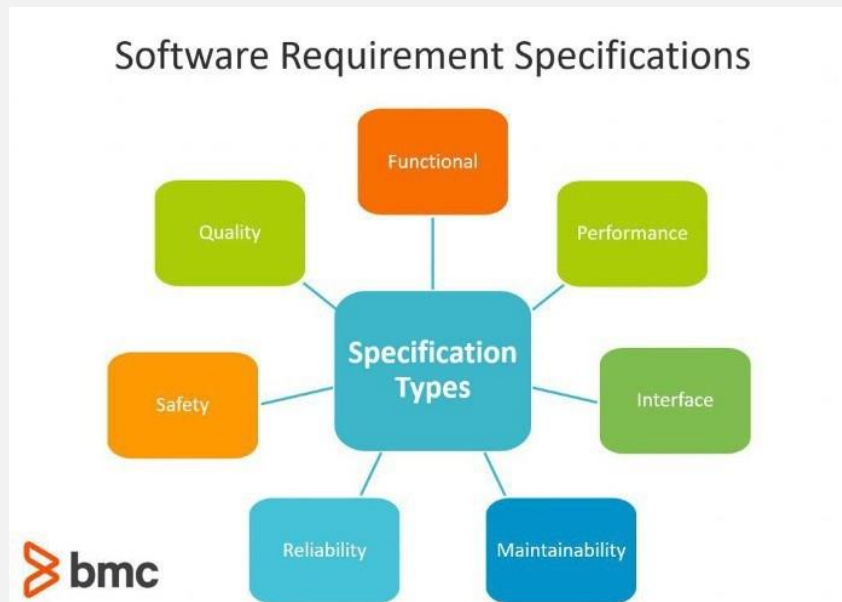 Software Requirement Specifications
Functional
Quality
Performance
Specification
Types
Safety
Interface
Reliability
Maintainability
bmc